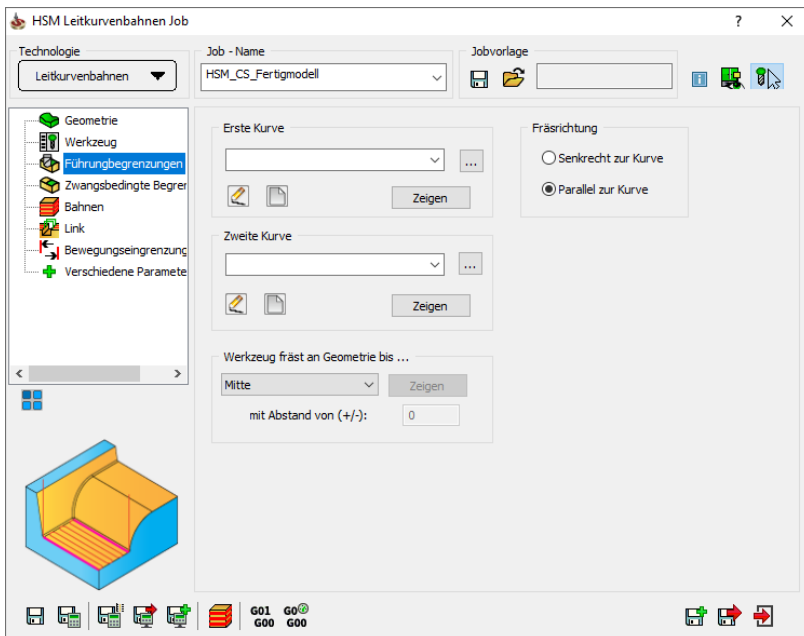 HSM Leitkurvenbahnen Job
?
Technologie
Leitkurvenbahnen
Job - Name
HSM_CS_Fertigmodell
Jobvorlage
Geometrie
Werkzeug
Führungbegrenzungen
Zwangsbedingte Begrer
Bahnen
Link
Bewegungseingrenzung
Verschiedene Paramete
Erste Kurve
...
Zeigen
Zweite Kurve
...
Zeigen
Werkzeug fräst an Geometrie bis ...
Mitte
Zeigen
mit Abstand von (+/-):
0
Fräsrichtung
Senkrecht zur Kurve
Parallel zur Kurve
G01
G00
G0
G00